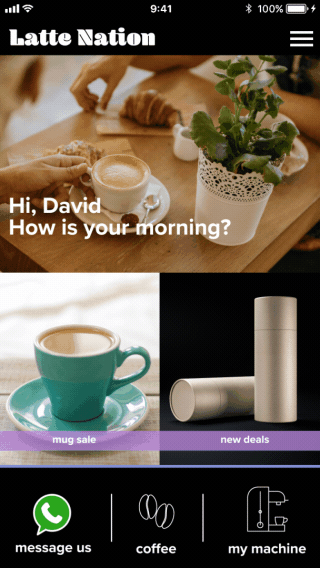 9:41
100%
Latte Nation
Hi, David
How is your morning?
mug sale
new deals
message us
coffee
my machine